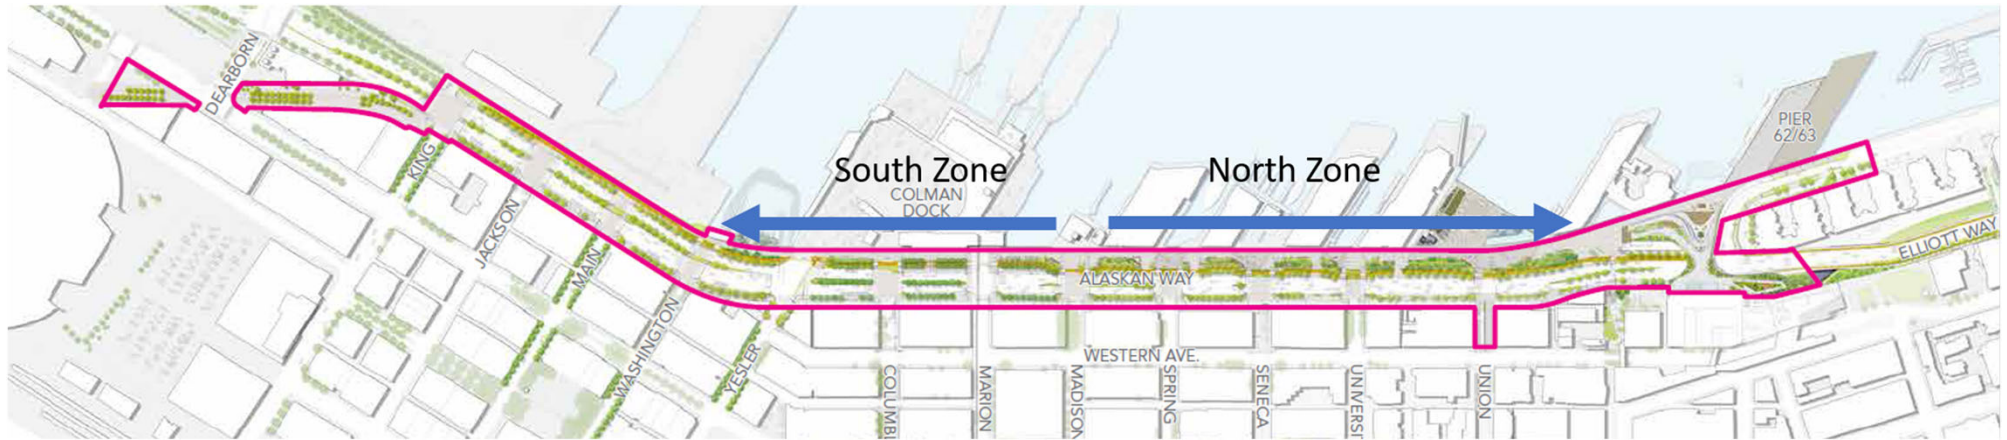 DEARBORN
KING
JACKSON
MAIN
WASHINGTON
YESLER
South Zone
COLMAN
DOCK
North Zone
PIER
62/63
ALASKAN WAY
ELLIOTT WAY
WESTERN AVE.
COLUMBI
MARION
MADISON
SPRING
SENECA
UNIVERSI
UNION